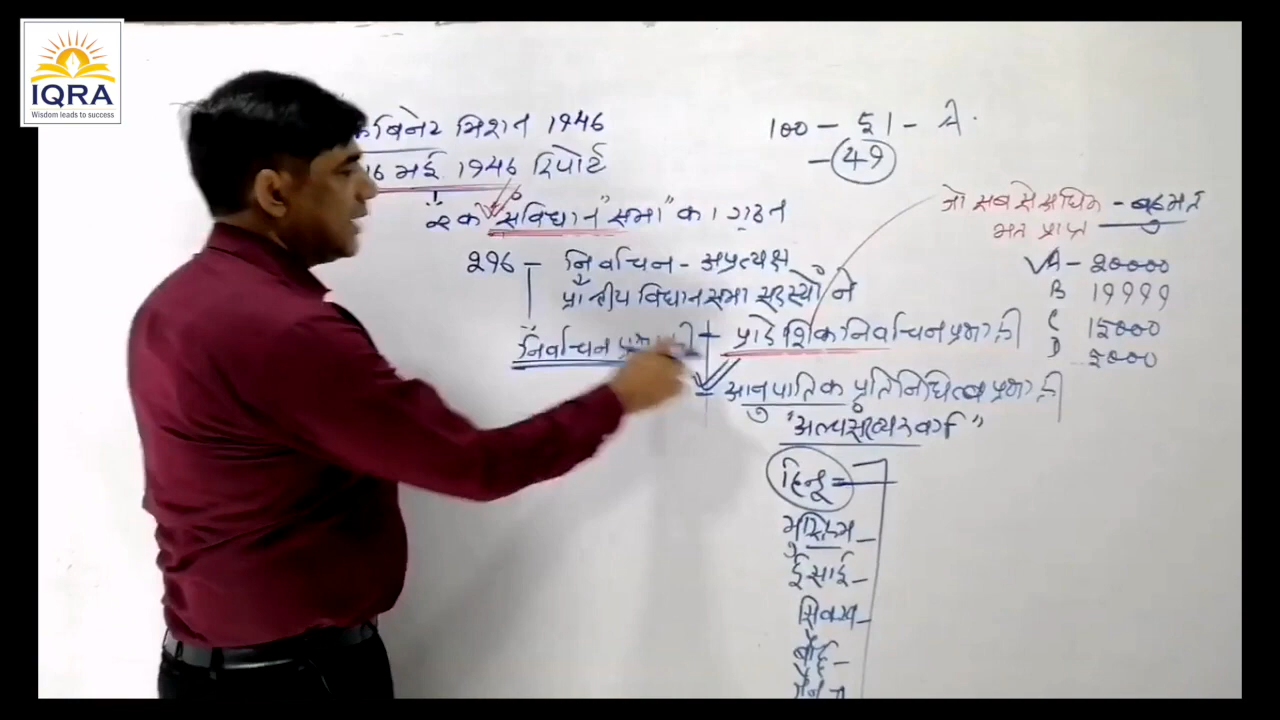 IQRA
Wisdom leads to success
केबिनेट मिशन 1946
16 मई 1946 रिपोर्ट
एक संविधान "सभा" का गठन
296 - निर्वाचन - अप्रत्यक्ष
प्रान्तीय विधानसभा सदस्यों ने
निर्वाचन
- प्रादेशिक निर्वाचन प्रणाली
- आनुपातिक प्रतिनिधित्व प्रणाली
"अल्पसंख्यक वर्ग"
हिन्दू -
मुस्लिम -
ईसाई -
सिक्ख -
बौद्ध -
जैन -
100 - 51 - A
- 49
जो सबसे अधिक - बहुमत
मत प्राप्त
A - 20000
B 19999
C 15000
D 5000